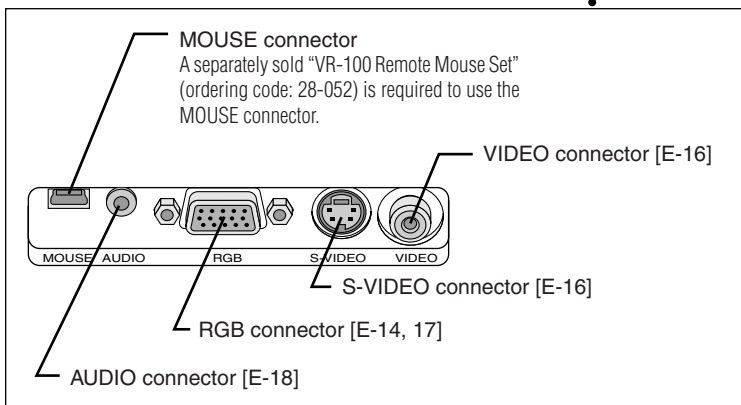 MOUSE connector
A separately sold “VR-100 Remote Mouse Set”
(ordering code: 28-052) is required to use the
MOUSE connector.
VIDEO connector [E-16]
MOUSE AUDIO RGB S-VIDEO VIDEO
S-VIDEO connector [E-16]
RGB connector [E-14, 17]
AUDIO connector [E-18]